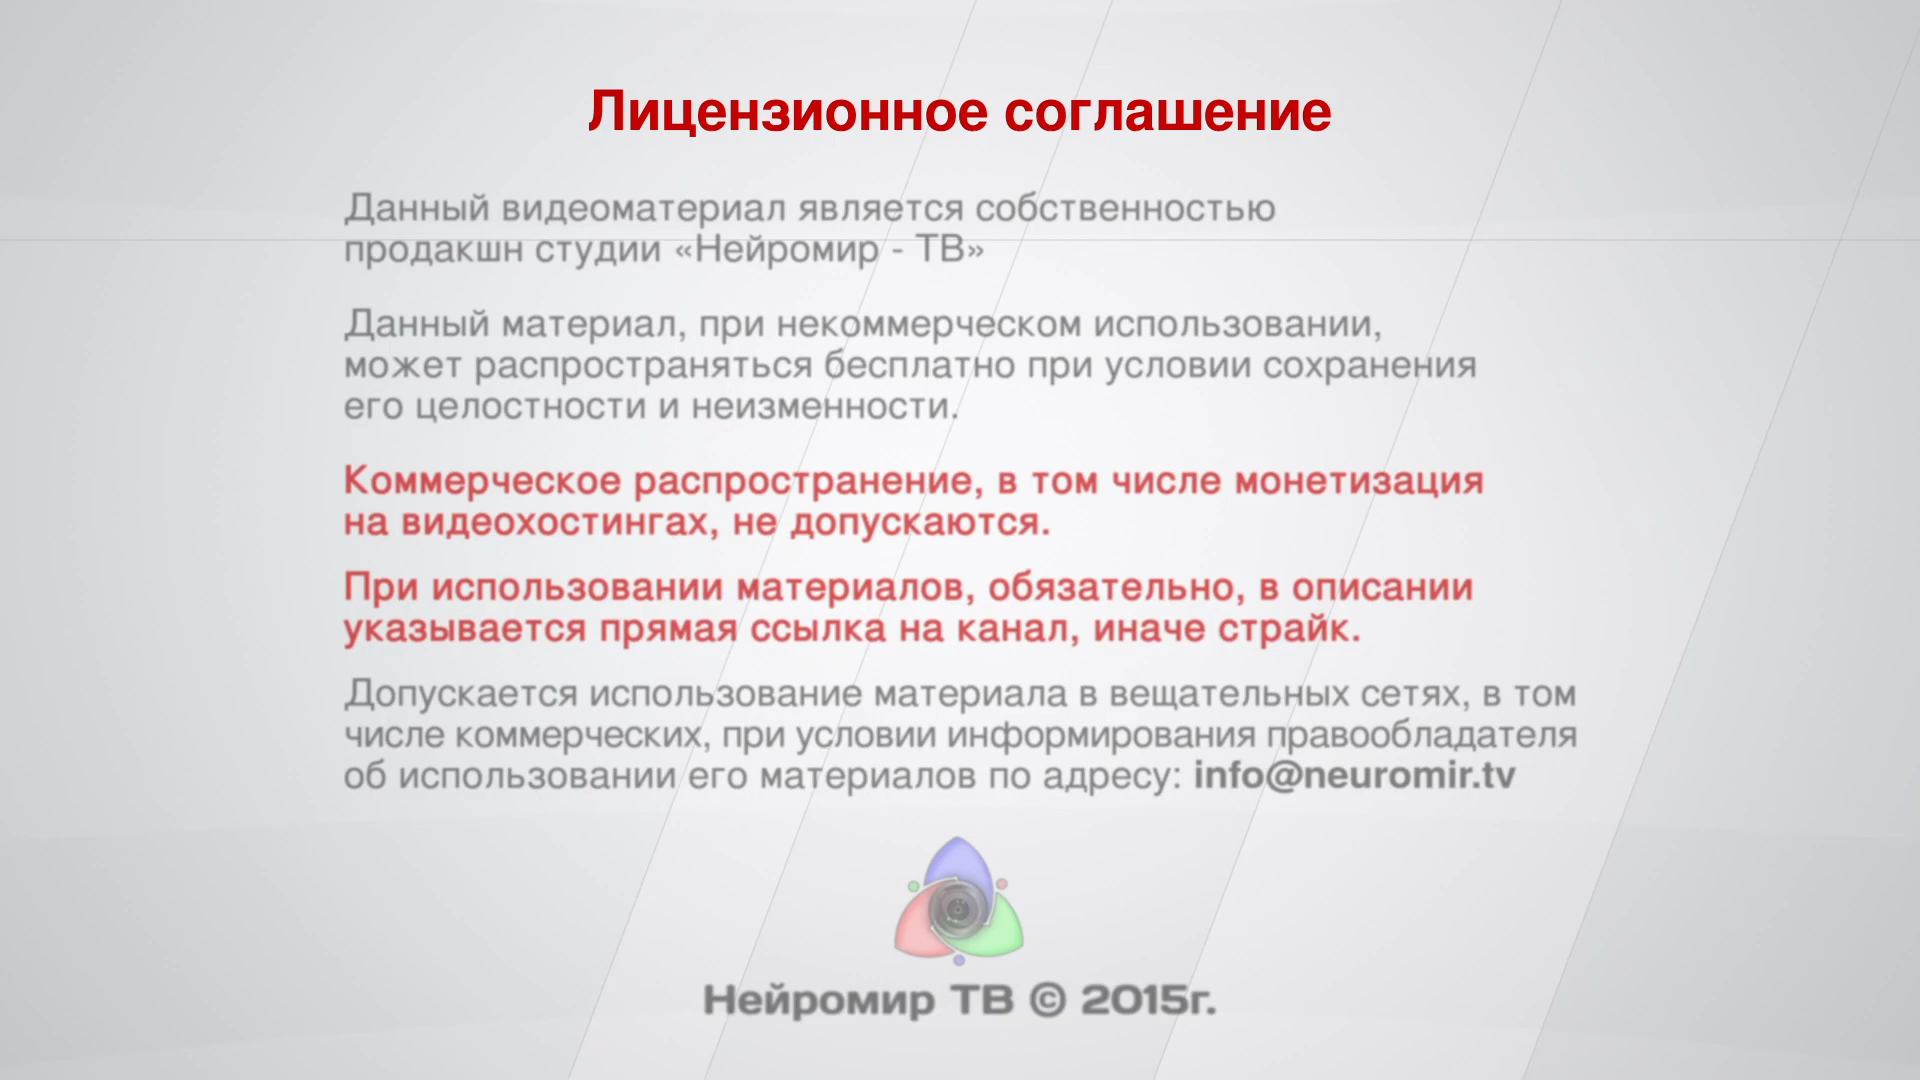 Лицензионное соглашение
Данный видеоматериал является собственностью
продакшн студии «Нейромир - ТВ»
Данный материал, при некоммерческом использовании,
может распространяться бесплатно при условии сохранения
его целостности и неизменности.
Коммерческое распространение, в том числе монетизация
на видеохостингах, не допускаются.
При использовании материалов, обязательно, в описании
указывается прямая ссылка на канал, иначе страйк.
Допускается использование материала в вещательных сетях, в том
числе коммерческих, при условии информирования правообладателя
об использовании его материалов по адресу: info@neuromir.tv
Нейромир ТВ © 2015г.